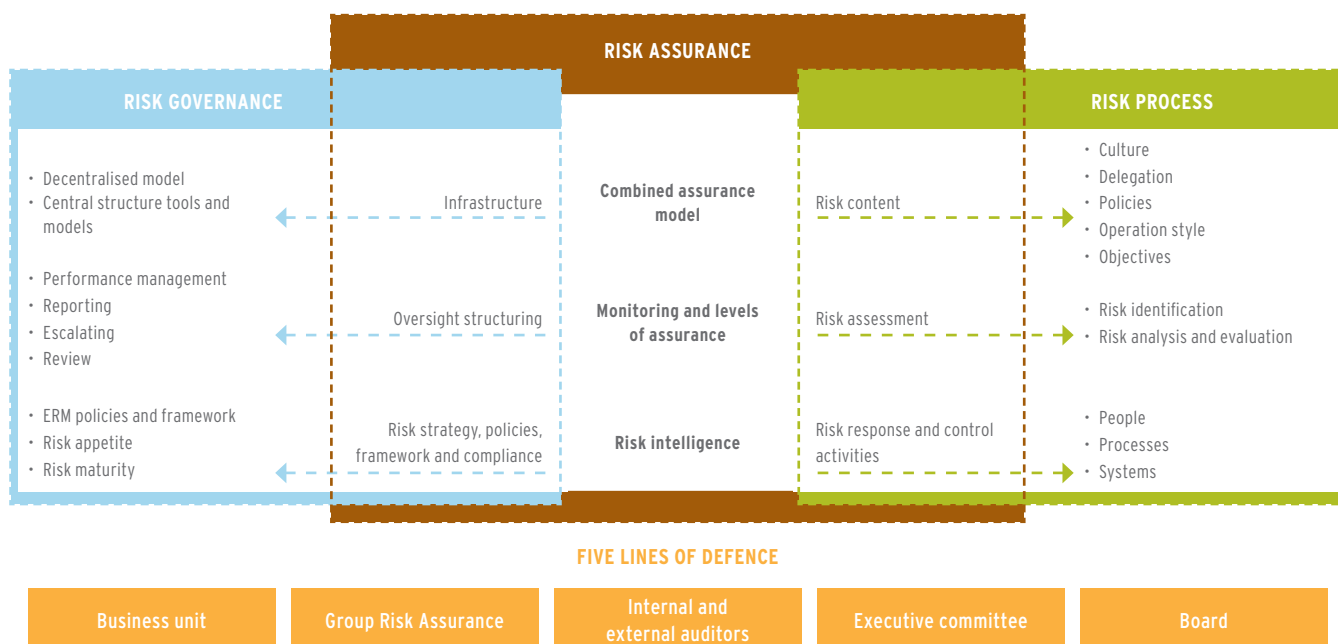 RISK ASSURANCE
RISK GOVERNANCE
• Decentralised model
• Central structure tools and
models
• Performance management
• Reporting
• Escalating
• Review
• ERM policies and framework
• Risk appetite
• Risk maturity
Infrastructure
Oversight structuring
Risk strategy, policies,
framework and compliance
Combined assurance
model
Monitoring and levels
of assurance
Risk intelligence
RISK PROCESS
Risk content
Risk assessment
Risk response and control
activities
• Culture
• Delegation
• Policies
• Operation style
• Objectives
• Risk identification
• Risk analysis and evaluation
• People
• Processes
• Systems
FIVE LINES OF DEFENCE
Business unit
Group Risk Assurance
Internal and
external auditors
Executive committee
Board